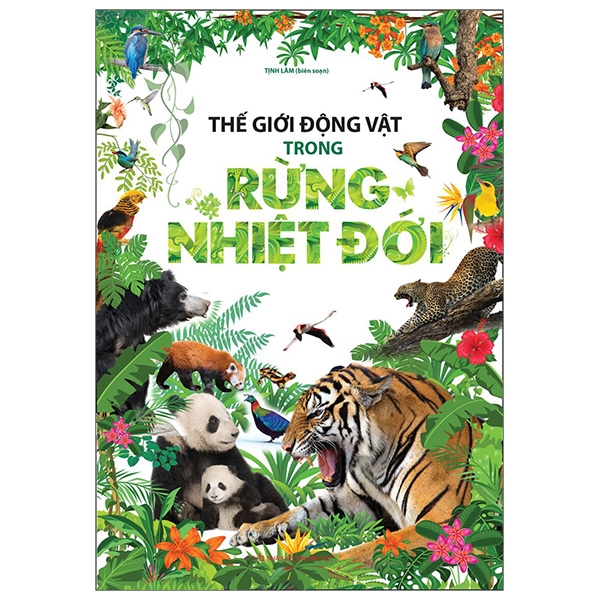 TỊNH LÂM (biên soạn)
THẾ GIỚI ĐỘNG VẬT
TRONG
RỪNG
NHIỆT ĐỚI